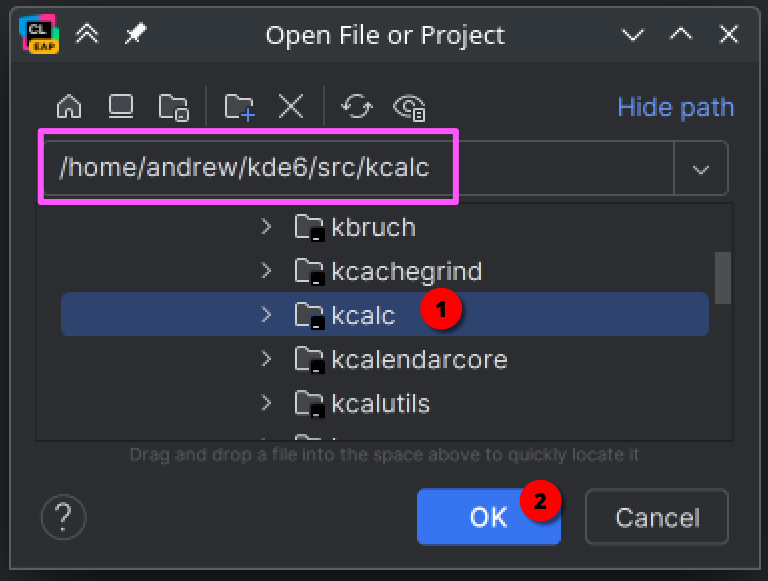 CL
EAP
Open File or Project
Hide path
/home/andrew/kde6/src/kcalc
kbruch
kcachegrind
kcalc 1
kcalendarcore
kcalutils
Drag and drop a file into the space above to quickly locate it
? OK 2 Cancel